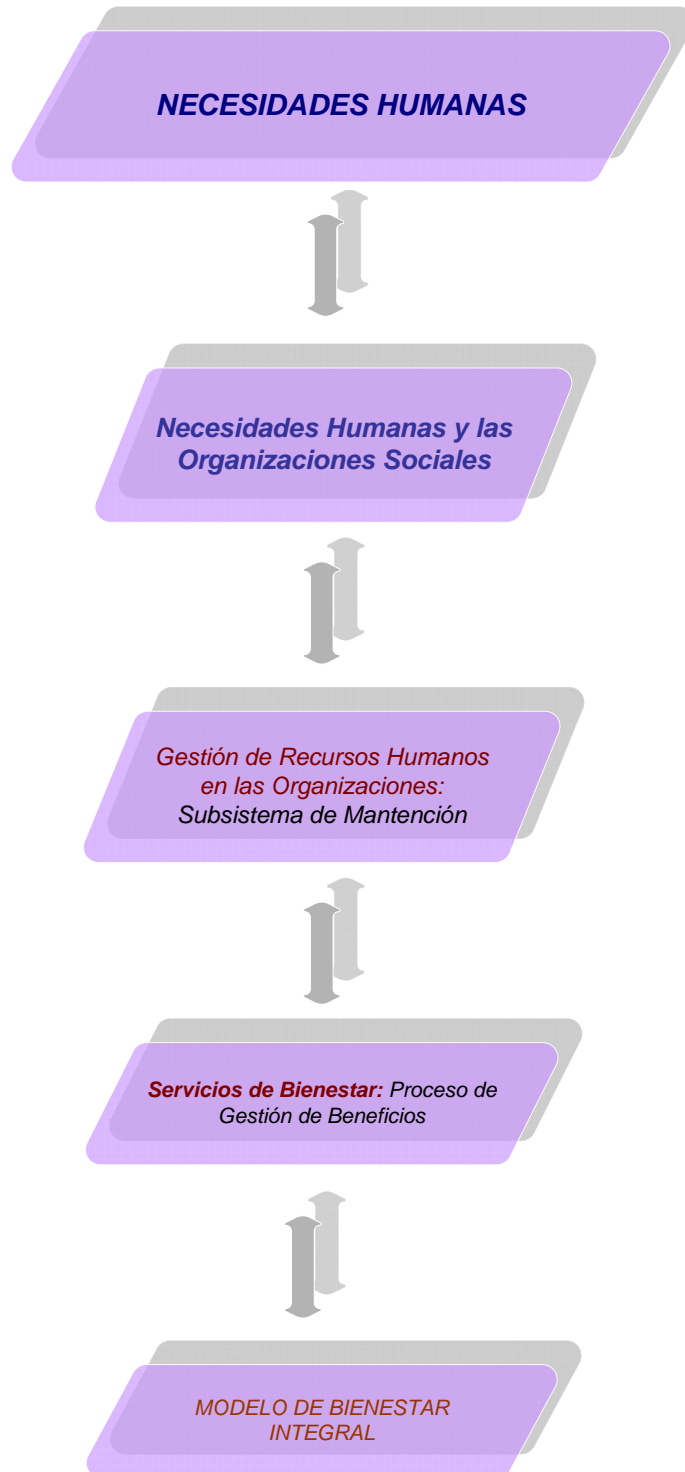 NECESIDADES HUMANAS
Necesidades Humanas y las
Organizaciones Sociales
Gestión de Recursos Humanos
en las Organizaciones:
Subsistema de Mantención
Servicios de Bienestar: Proceso de
Gestión de Beneficios
MODELO DE BIENESTAR
INTEGRAL